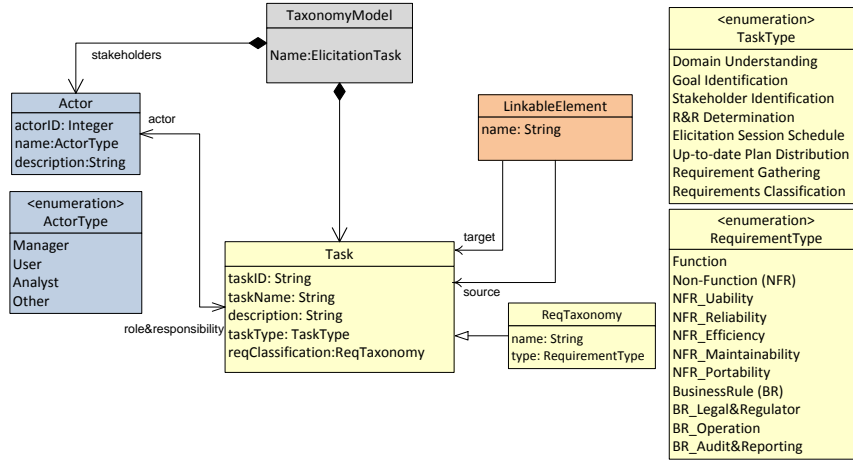 TaxonomyModel
Name:ElicitationTask
stakeholders
Actor
actorID: Integer
name:ActorType
description:String
actor
<enumeration>
ActorType
Manager
User
Analyst
Other
role&responsibility
LinkableElement
name: String
target
source
Task
taskID: String
taskName: String
description: String
taskType: TaskType
reqClassification:ReqTaxonomy
ReqTaxonomy
name: String
type: RequirementType
<enumeration>
TaskType
Domain Understanding
Goal Identification
Stakeholder Identification
R&R Determination
Elicitation Session Schedule
Up-to-date Plan Distribution
Requirement Gathering
Requirements Classification
<enumeration>
RequirementType
Function
Non-Function (NFR)
NFR_Uability
NFR_Reliability
NFR_Efficiency
NFR_Maintainability
NFR_Portability
BusinessRule (BR)
BR_Legal&Regulator
BR_Operation
BR_Audit&Reporting